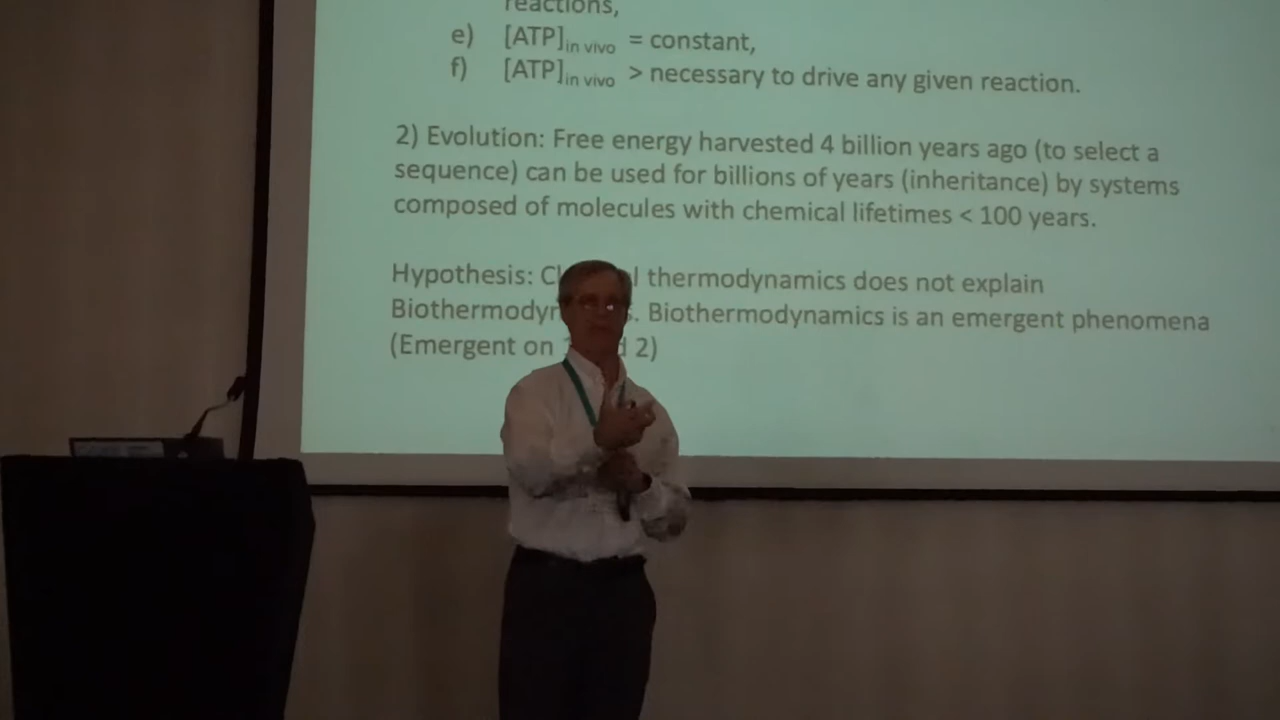 reactions,
e) [ATP]in vivo = constant,
f) [ATP]in vivo > necessary to drive any given reaction.
2) Evolution: Free energy harvested 4 billion years ago (to select a
sequence) can be used for billions of years (inheritance) by systems
composed of molecules with chemical lifetimes < 100 years.
Hypothesis: thermodynamics does not explain
Biothermodynamics is an emergent phenomena
(Emergent on 2)